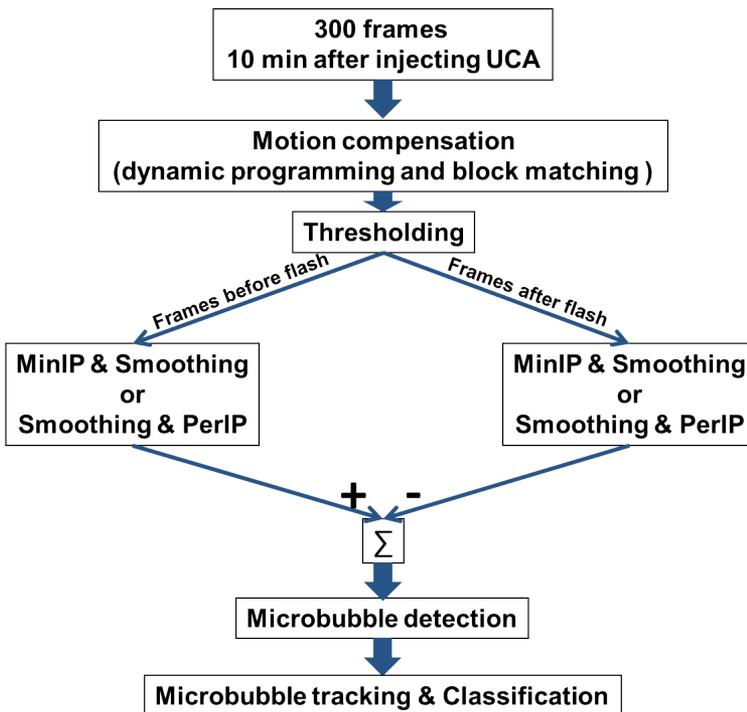 300 frames
10 min after injecting UCA
Motion compensation
(dynamic programming and block matching )
Thresholding
Frames before flash
Frames after flash
MinIP & Smoothing
or
Smoothing & PerIP
MinIP & Smoothing
or
Smoothing & PerIP
+ -
∑
Microbubble detection
Microbubble tracking & Classification